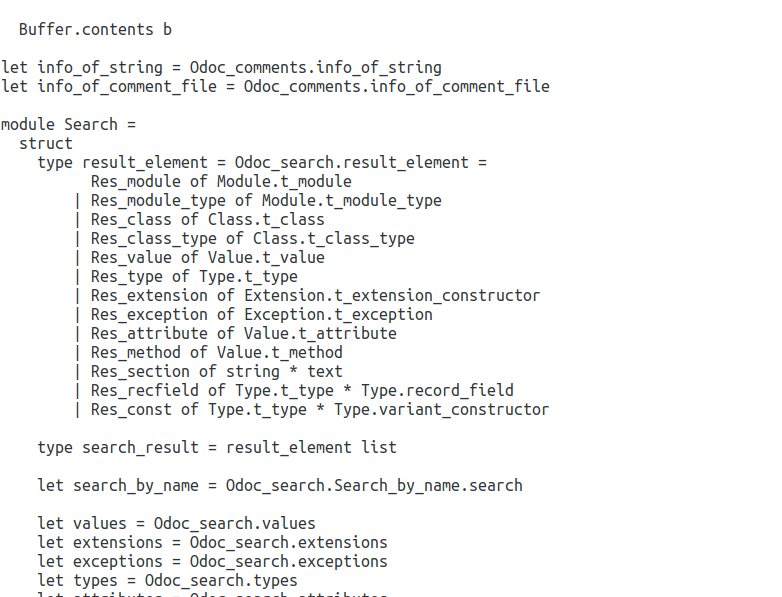 Buffer.contents b

let info_of_string = Odoc_comments.info_of_string
let info_of_comment_file = Odoc_comments.info_of_comment_file

module Search =
  struct
    type result_element = Odoc_search.result_element =
          Res_module of Module.t_module
        | Res_module_type of Module.t_module_type
        | Res_class of Class.t_class
        | Res_class_type of Class.t_class_type
        | Res_value of Value.t_value
        | Res_type of Type.t_type
        | Res_extension of Extension.t_extension_constructor
        | Res_exception of Exception.t_exception
        | Res_attribute of Value.t_attribute
        | Res_method of Value.t_method
        | Res_section of string * text
        | Res_recfield of Type.t_type * Type.record_field
        | Res_const of Type.t_type * Type.variant_constructor

    type search_result = result_element list

    let search_by_name = Odoc_search.Search_by_name.search

    let values = Odoc_search.values
    let extensions = Odoc_search.extensions
    let exceptions = Odoc_search.exceptions
    let types = Odoc_search.types
    let attributes = Odoc_search.attributes